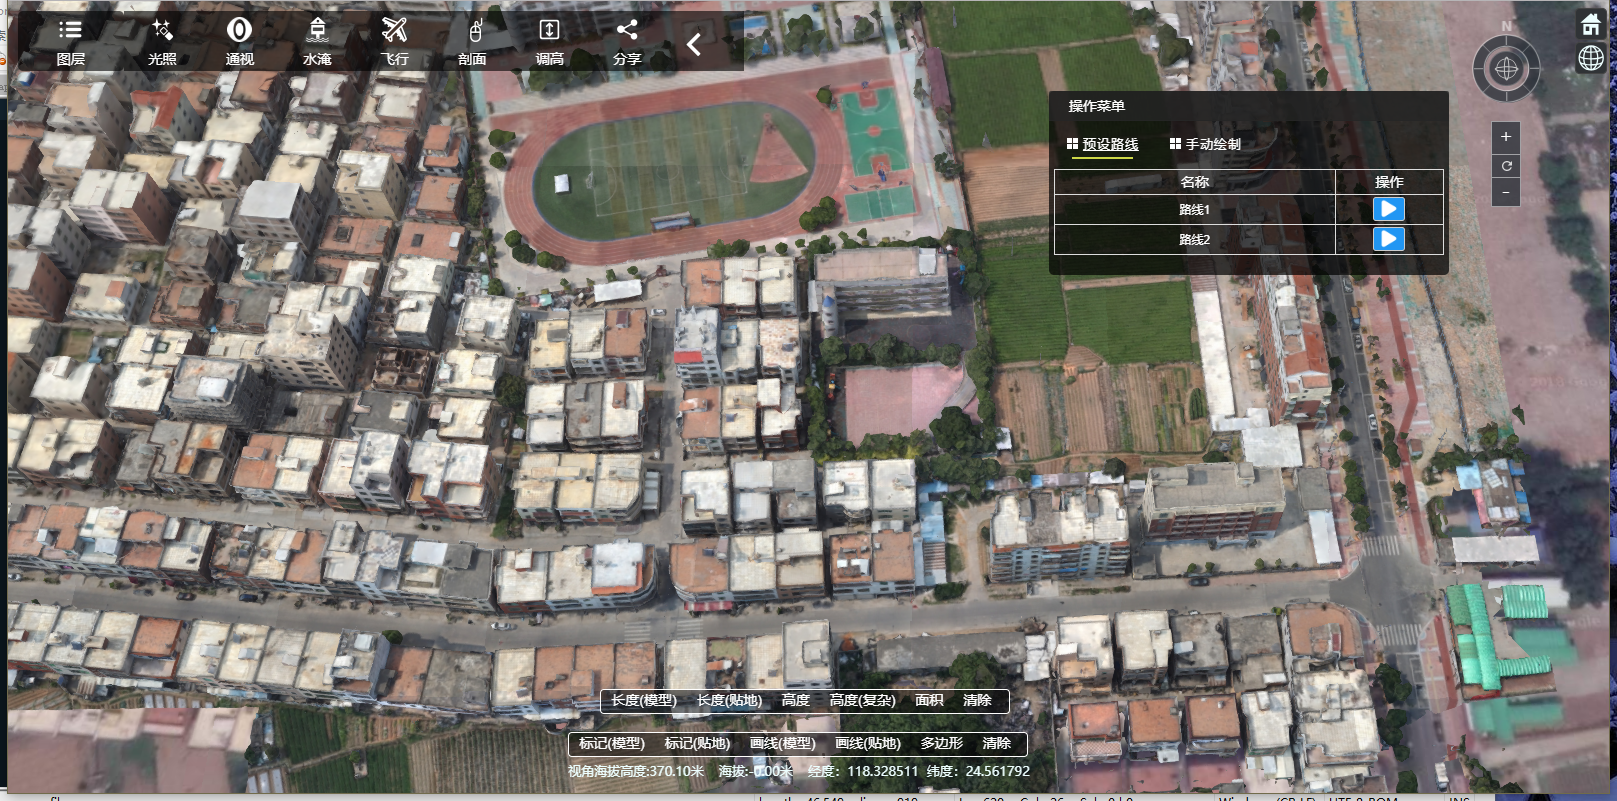 图层 光照 通视 水淹 飞行 剖面 调高 分享
N
操作菜单
预设路线 手动绘制
名称 操作
路线1
路线2
+
-
长度(模型) 长度(贴地) 高度 高度(复杂) 面积 清除
标记(模型) 标记(贴地) 画线(模型) 画线(贴地) 多边形 清除
视角海拔高度:370.10米 海拔:-0.00米 经度：118.328511 纬度：24.561792